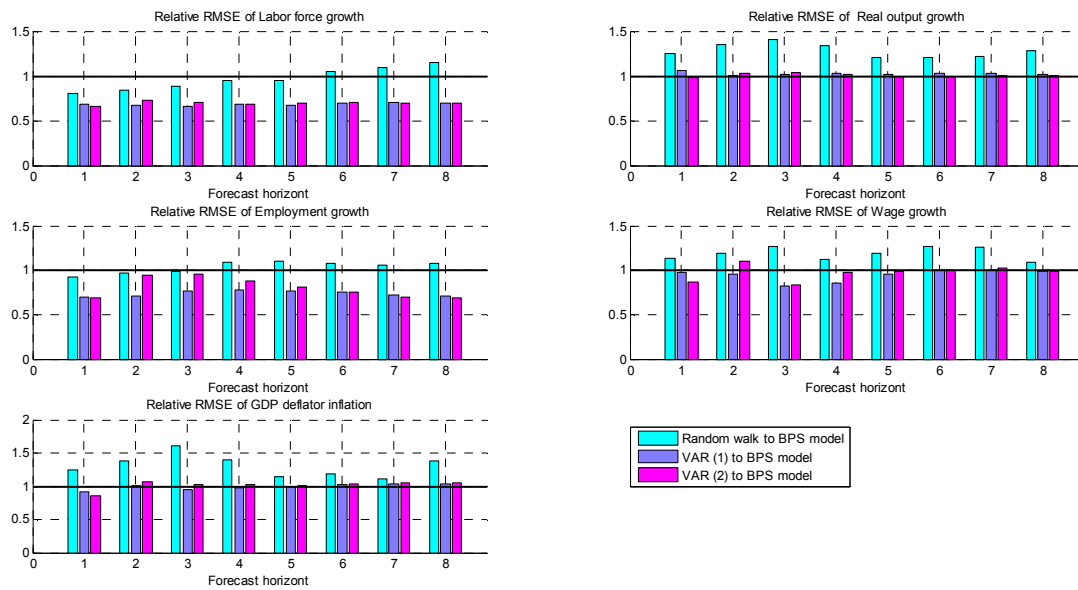 Relative RMSE of Labor force growth
1.5
1
0.5
0
0 1 2 3 4 5 6 7 8
Forecast horizont
Relative RMSE of Real output growth
1.5
1
0.5
0
0 1 2 3 4 5 6 7 8
Forecast horizont
Relative RMSE of Employment growth
1.5
1
0.5
0
0 1 2 3 4 5 6 7 8
Forecast horizont
Relative RMSE of Wage growth
1.5
1
0.5
0
0 1 2 3 4 5 6 7 8
Forecast horizont
Relative RMSE of GDP deflator inflation
2
1.5
1
0.5
0
0 1 2 3 4 5 6 7 8
Forecast horizont
Random walk to BPS model
VAR (1) to BPS model
VAR (2) to BPS model